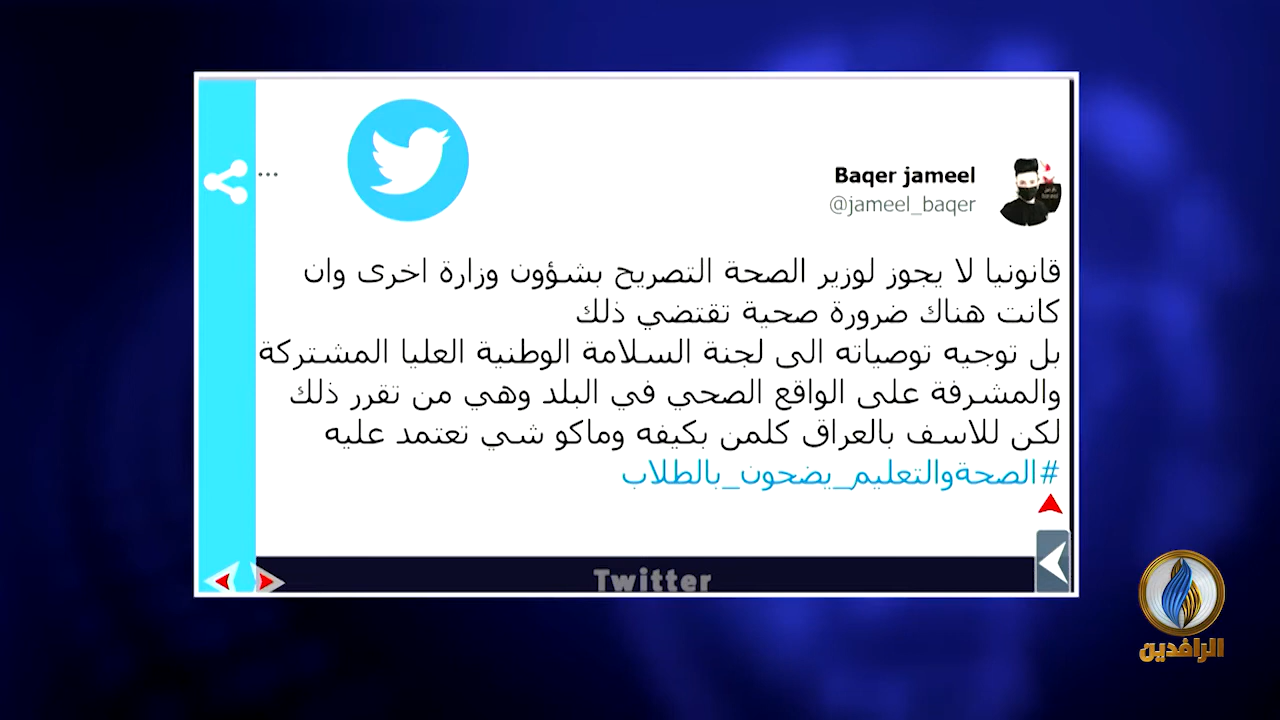 Baqer jameel
@jameel_baqer
قانونيا لا يجوز لوزير الصحة التصريح بشؤون وزارة اخرى وان
كانت هناك ضرورة صحية تقتضي ذلك
بل توجيه توصياته الى لجنة السلامة الوطنية العليا المشتركة
والمشرفة على الواقع الصحي في البلد وهي من تقرر ذلك
لكن للاسف بالعراق كلمن بكيفه وماكو شي تعتمد عليه
#الصحةوالتعليم_يضحون_بالطلاب
Twitter
الرافدين